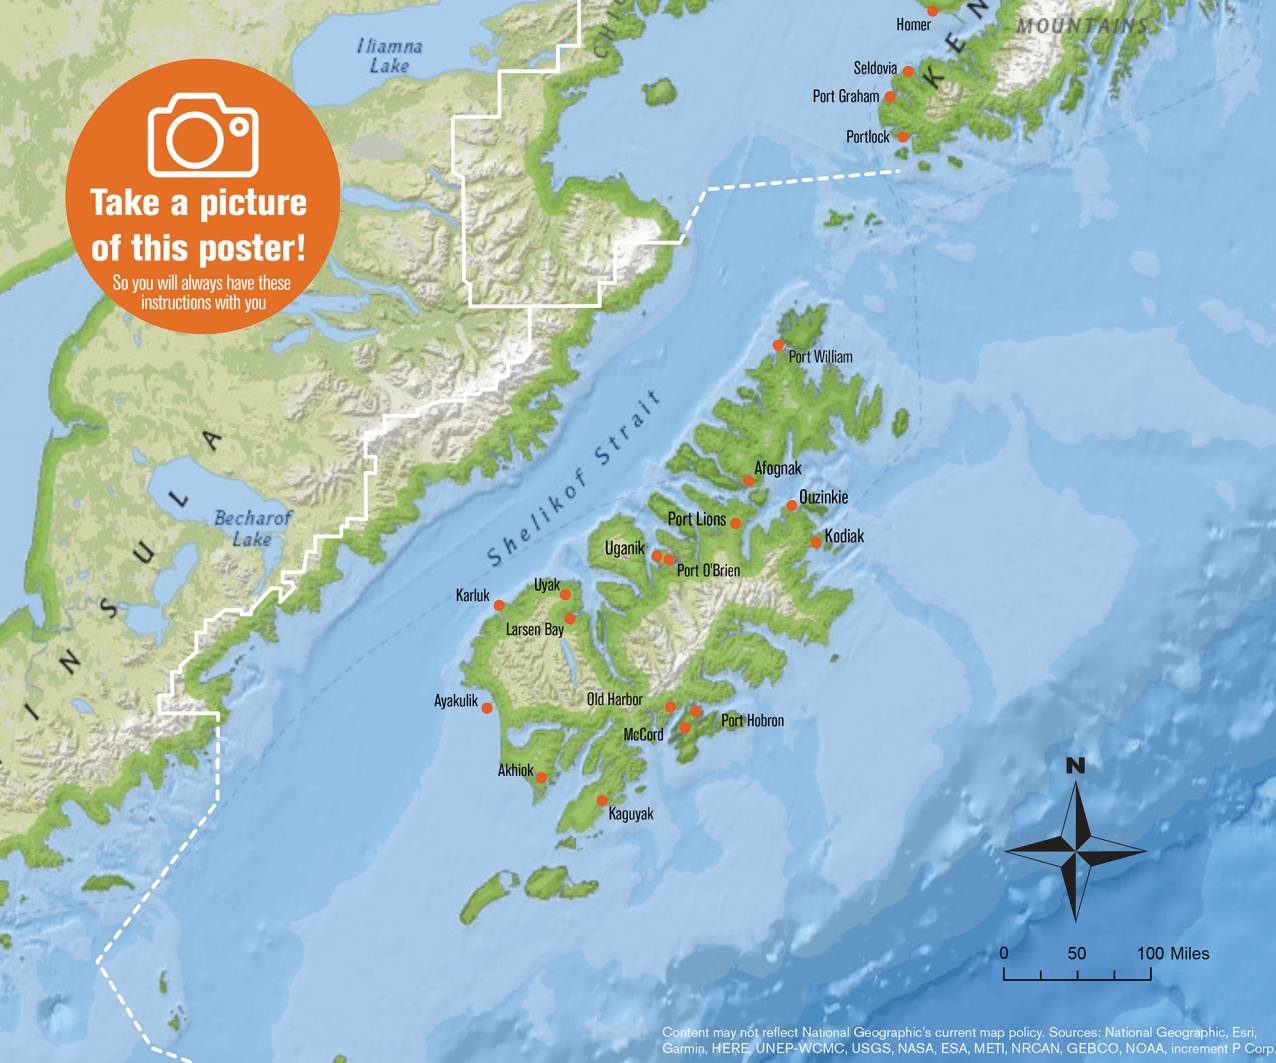 Homer
MOUNTAINS
KEN
CHIG
Iliamna
Lake
Seldovia
Port Graham
Portlock
Take a picture
of this poster!
So you will always have these
instructions with you
Port William
Shelikof Strait
INSULA
Becharof
Lake
Afognak
Ouzinkie
Port Lions
Kodiak
Uganik
Port O'Brien
Uyak
Karluk
Larsen Bay
Ayakulik
Old Harbor
Port Hobron
McCord
Akhiok
Kaguyak
N
0 50 100 Miles
Content may not reflect National Geographic's current map policy. Sources: National Geographic, Esri,
Garmin, HERE, UNEP-WCMC, USGS, NASA, ESA, METI, NRCAN, GEBCO, NOAA, increment P Corp.